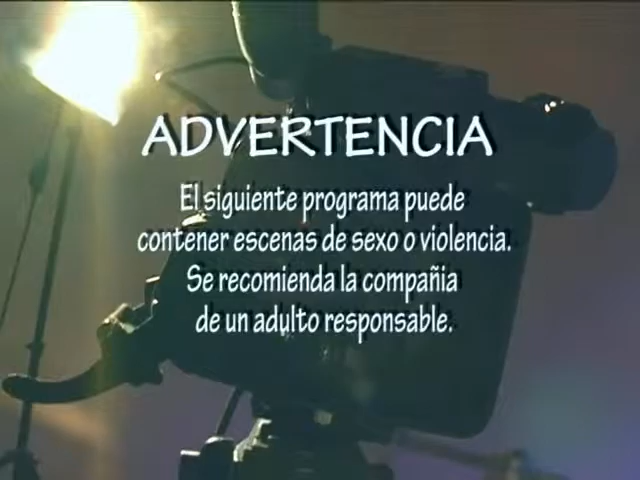 ADVERTENCIA
El siguiente programa puede
contener escenas de sexo o violencia.
Se recomienda la compañia
de un adulto responsable.